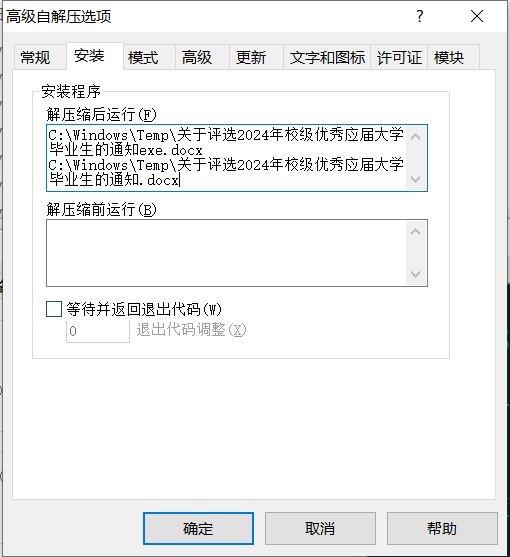 高级自解压选项
?
常规 安装 模式 高级 更新 文字和图标 许可证 模块
安装程序
解压缩后运行(F)
C:\Windows\Temp\关于评选2024年校级优秀应届大学
毕业生的通知exe.docx
C:\Windows\Temp\关于评选2024年校级优秀应届大学
毕业生的通知.docx
解压缩前运行(B)
等待并返回退出代码(W)
0 退出代码调整(X)
确定 取消 帮助